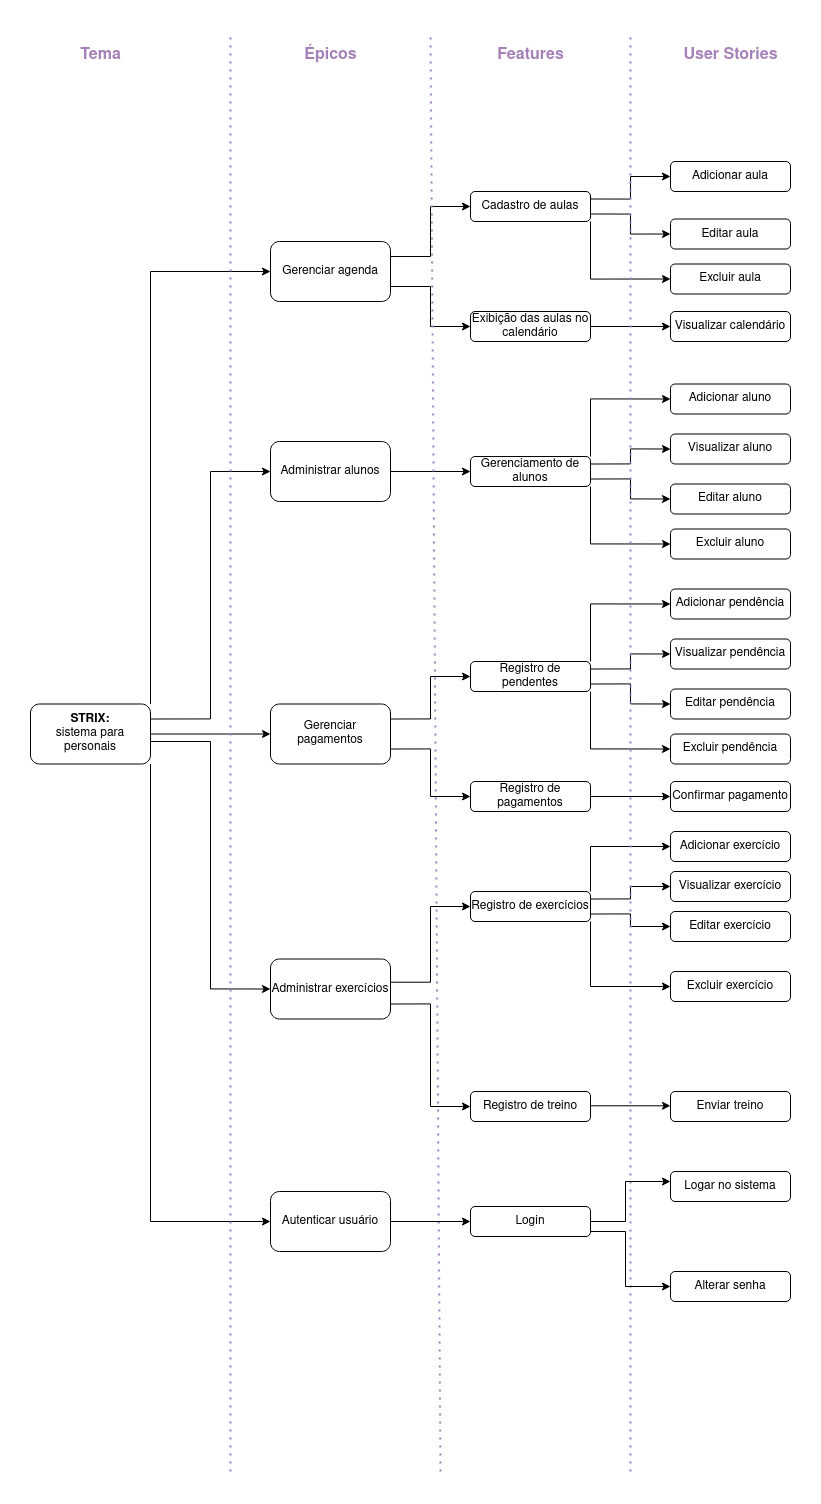 Tema
Épicos
Features
User Stories
Adicionar aula
Cadastro de aulas
Editar aula
Gerenciar agenda
Excluir aula
Exibição das aulas no
calendário
Visualizar calendário
Adicionar aluno
Visualizar aluno
Administrar alunos
Gerenciamento de
alunos
Editar aluno
Excluir aluno
Adicionar pendência
Visualizar pendência
Registro de
pendentes
Editar pendência
STRIX:
sistema para
personais
Gerenciar
pagamentos
Excluir pendência
Registro de
pagamentos
Confirmar pagamento
Adicionar exercício
Visualizar exercício
Registro de exercícios
Editar exercício
Administrar exercícios
Excluir exercício
Registro de treino
Enviar treino
Logar no sistema
Autenticar usuário
Login
Alterar senha